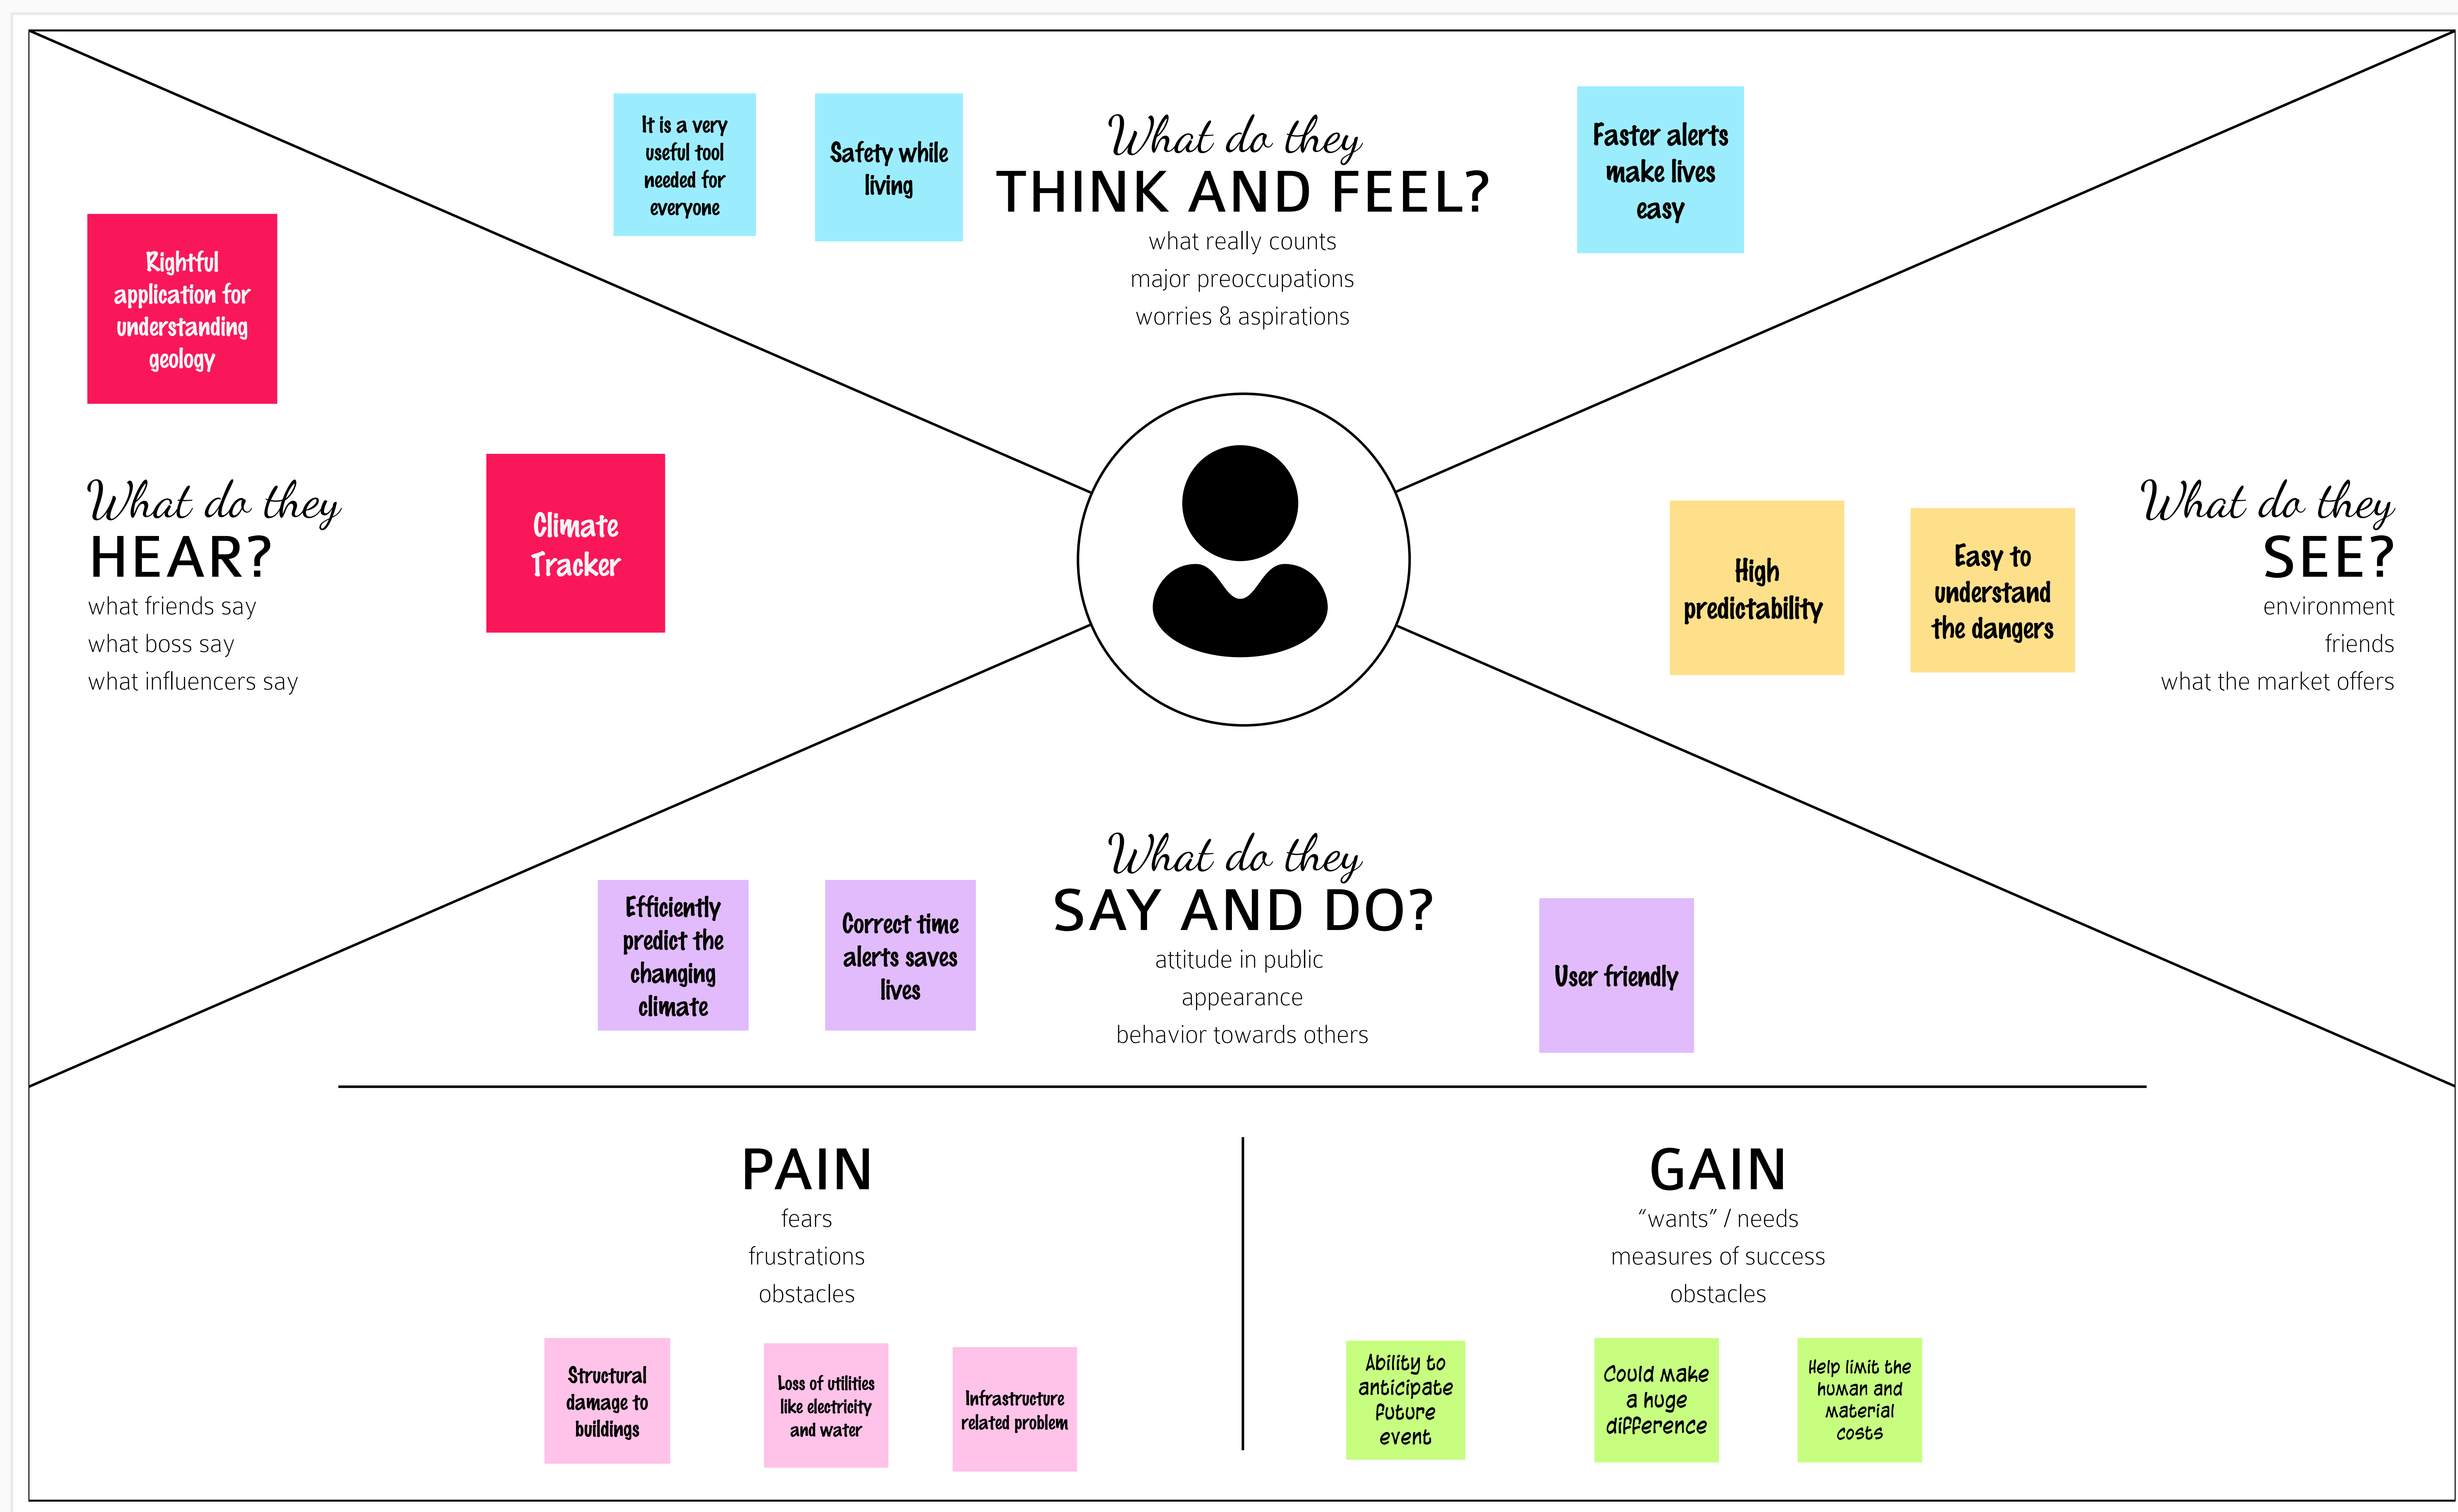 It is a very
useful tool
needed for
everyone
Safety while
living
What do they
THINK AND FEEL?
what really counts
major preoccupations
worries & aspirations
Faster alerts
make lives
easy
Rightful
application for
understanding
geology
What do they
HEAR?
what friends say
what boss say
what influencers say
Climate
Tracker
High
predictability
Easy to
understand
the dangers
What do they
SEE?
environment
friends
what the market offers
Efficiently
predict the
changing
climate
Correct time
alerts saves
lives
What do they
SAY AND DO?
attitude in public
appearance
behavior towards others
User friendly
PAIN
fears
frustrations
obstacles
Structural
damage to
buildings
Loss of utilities
like electricity
and water
Infrastructure
related problem
GAIN
“wants” / needs
measures of success
obstacles
Ability to
anticipate
future
event
Could make
a huge
difference
Help limit the
human and
material
costs